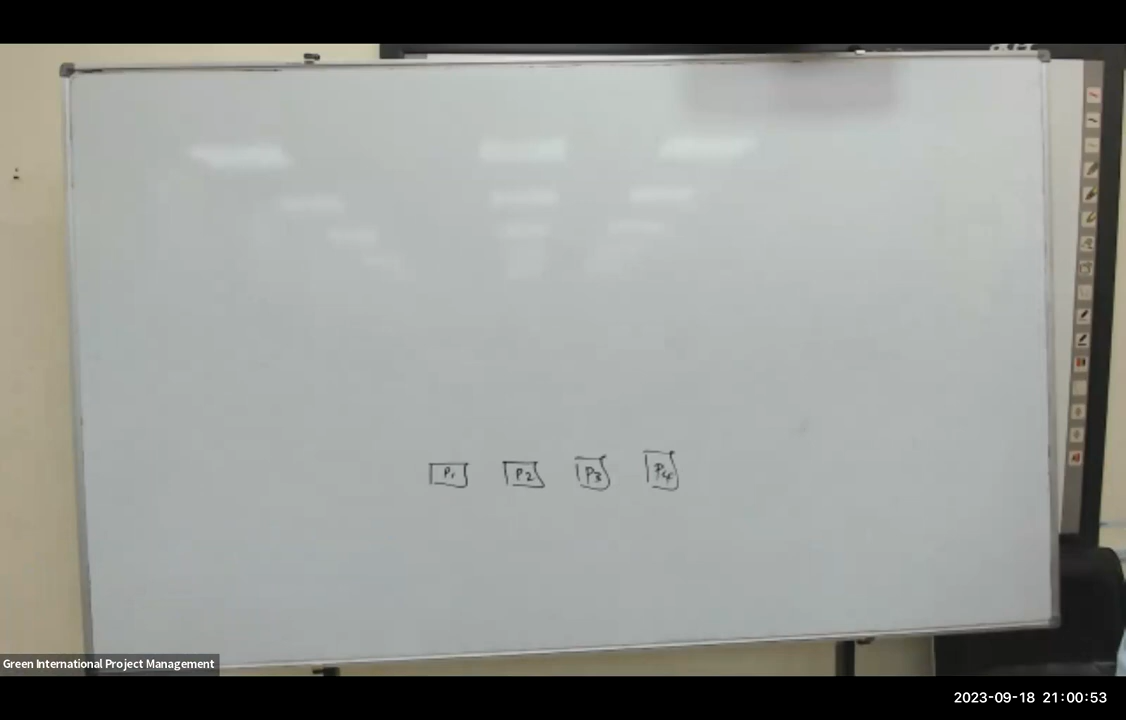 P1 P2 P3 P4
Green International Project Management
2023-09-18 21:00:53